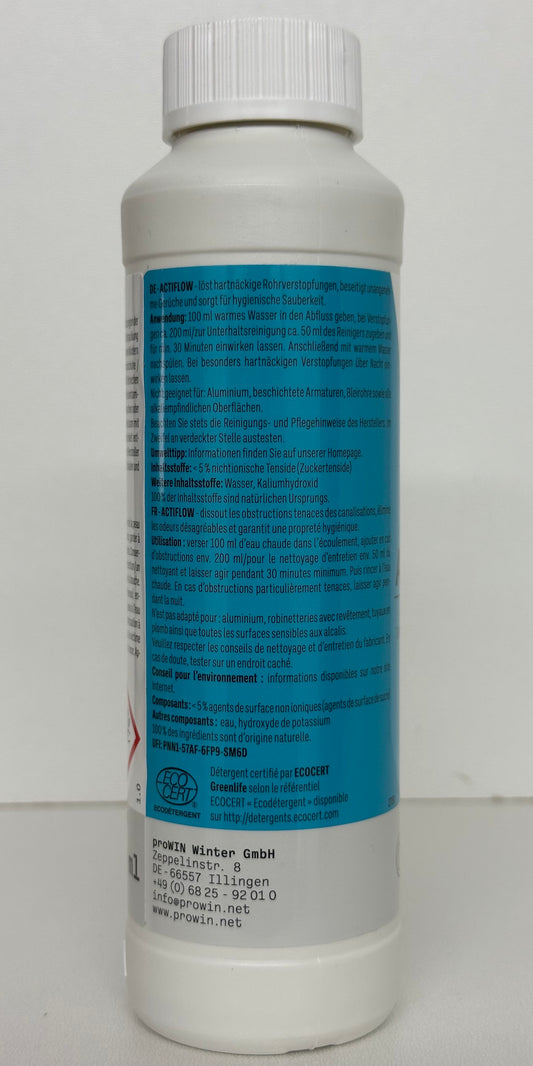 DE - ACTIFLOW - löst hartnäckige Rohrverstopfungen, beseitigt unangeneh-
me Gerüche und sorgt für hygienische Sauberkeit.
Anwendung: 100 ml warmes Wasser in den Abfluss geben, bei Verstopfun-
gen ca. 200 ml/zur Unterhaltsreinigung ca. 50 ml des Reinigers zugeben und
für min. 30 Minuten einwirken lassen. Anschließend mit warmem Wasser
nachspülen. Bei besonders hartnäckigen Verstopfungen über Nacht ein-
wirken lassen.
Nicht geeignet für: Aluminium, beschichtete Armaturen, Bleirohre sowie alle
alkaliempfindlichen Oberflächen.
Beachten Sie stets die Reinigungs- und Pflegehinweise des Herstellers. Im
Zweifel an verdeckter Stelle austesten.
Umwelttipp: Informationen finden Sie auf unserer Homepage.
Inhaltsstoffe: < 5 % nichtionische Tenside (Zuckertenside)
Weitere Inhaltsstoffe: Wasser, Kaliumhydroxid
100 % der Inhaltsstoffe sind natürlichen Ursprungs.
FR - ACTIFLOW - dissout les obstructions tenaces des canalisations, élimine
les odeurs désagréables et garantit une propreté hygiénique.
Utilisation : verser 100 ml d'eau chaude dans l'écoulement, ajouter en cas
d'obstructions env. 200 ml/pour le nettoyage d'entretien env. 50 ml du
nettoyant et laisser agir pendant 30 minutes minimum. Puis rincer à l'eau
chaude. En cas d'obstructions particulièrement tenaces, laisser agir pen-
dant la nuit.
N'est pas adapté pour : aluminium, robinetteries avec revêtement, tuyaux en
plomb ainsi que toutes les surfaces sensibles aux alcalis.
Veuillez respecter les conseils de nettoyage et d'entretien du fabricant. En
cas de doute, tester sur un endroit caché.
Conseil pour l'environnement : informations disponibles sur notre site
internet.
Composants : < 5 % agents de surface non ioniques (agents de surface de sucre)
Autres composants : eau, hydroxyde de potassium
100 % des ingrédients sont d'origine naturelle.
UFI: PNN1-57AF-6FP9-SM6D
ECO
CERT
®
ECODÉTERGENT
Détergent certifié par ECOCERT
Greenlife selon le référentiel
ECOCERT « Ecodétergent » disponible
sur http://detergents.ecocert.com
proWIN Winter GmbH
Zeppelinstr. 8
DE-66557 Illingen
+49 (0) 68 25 - 92 01 0
info@prowin.net
www.prowin.net
1.0
ml